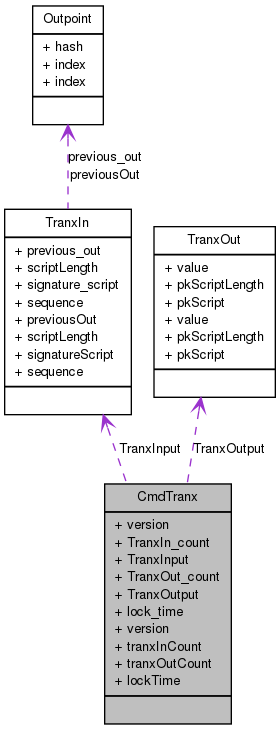 Outpoint
+ hash
+ index
+ index
previous_out
previousOut
TranxIn
+ previous_out
+ scriptLength
+ signature_script
+ sequence
+ previousOut
+ scriptLength
+ signatureScript
+ sequence
TranxOut
+ value
+ pkScriptLength
+ pkScript
+ value
+ pkScriptLength
+ pkScript
TranxInput
TranxOutput
CmdTranx
+ version
+ TranxIn_count
+ TranxInput
+ TranxOut_count
+ TranxOutput
+ lock_time
+ version
+ tranxInCount
+ tranxOutCount
+ lockTime